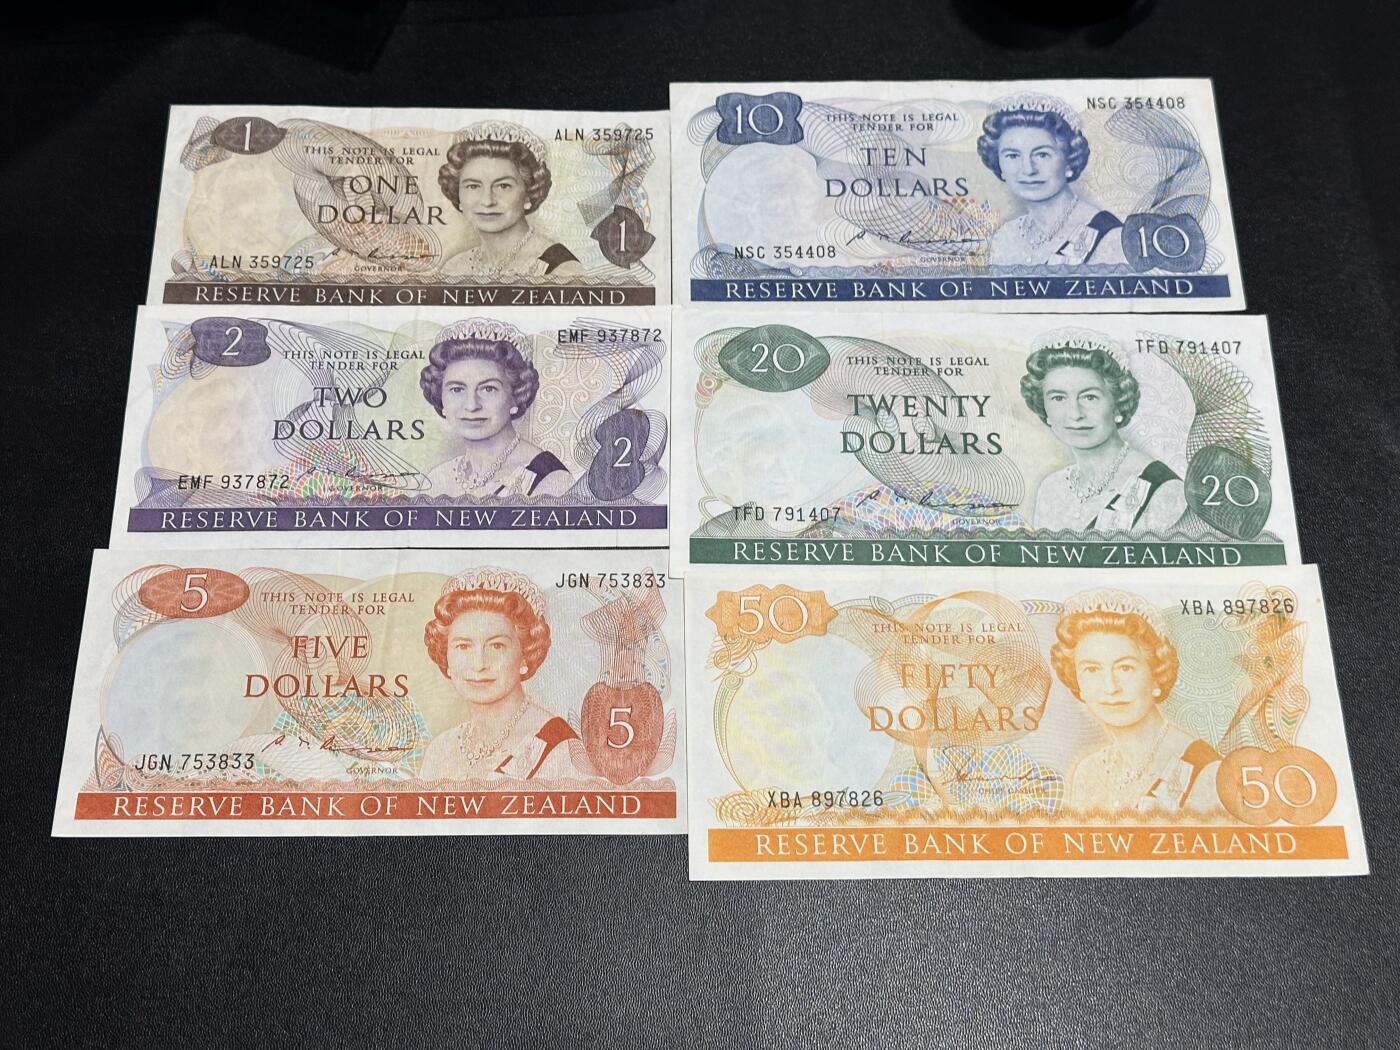 1
ALN 359725
THIS NOTE IS LEGAL
TENDER FOR
ONE
DOLLAR
1
ALN 359725
GOVERNOR
RESERVE BANK OF NEW ZEALAND
10
NSC 354408
THIS NOTE IS LEGAL
TENDER FOR
TEN
DOLLARS
10
NSC 354408
GOVERNOR
RESERVE BANK OF NEW ZEALAND
2
EMF 937872
THIS NOTE IS LEGAL
TENDER FOR
TWO
DOLLARS
2
EMF 937872
GOVERNOR
RESERVE BANK OF NEW ZEALAND
20
TFD 791407
THIS NOTE IS LEGAL
TENDER FOR
TWENTY
DOLLARS
20
TFD 791407
GOVERNOR
RESERVE BANK OF NEW ZEALAND
5
JGN 753833
THIS NOTE IS LEGAL
TENDER FOR
FIVE
DOLLARS
5
JGN 753833
GOVERNOR
RESERVE BANK OF NEW ZEALAND
50
XBA 897826
THIS NOTE IS LEGAL
TENDER FOR
FIFTY
DOLLARS
50
CHIEF CASHIER
XBA 897826
RESERVE BANK OF NEW ZEALAND